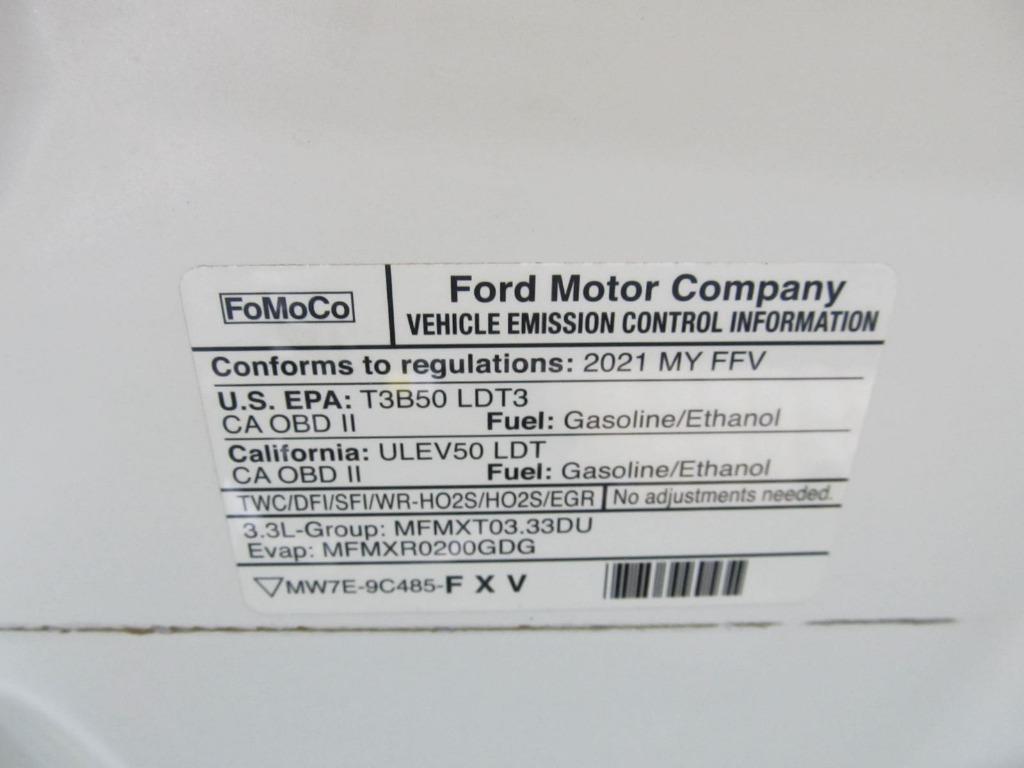 FoMoCo
Ford Motor Company
VEHICLE EMISSION CONTROL INFORMATION
Conforms to regulations: 2021 MY FFV
U.S. EPA: T3B50 LDT3
CA OBD II Fuel: Gasoline/Ethanol
California: ULEV50 LDT
CA OBD II Fuel: Gasoline/Ethanol
TWC/DFI/SFI/WR-HO2S/HO2S/EGR No adjustments needed.
3.3L-Group: MFMXT03.33DU
Evap: MFMXR0200GDG
MW7E-9C485-F X V